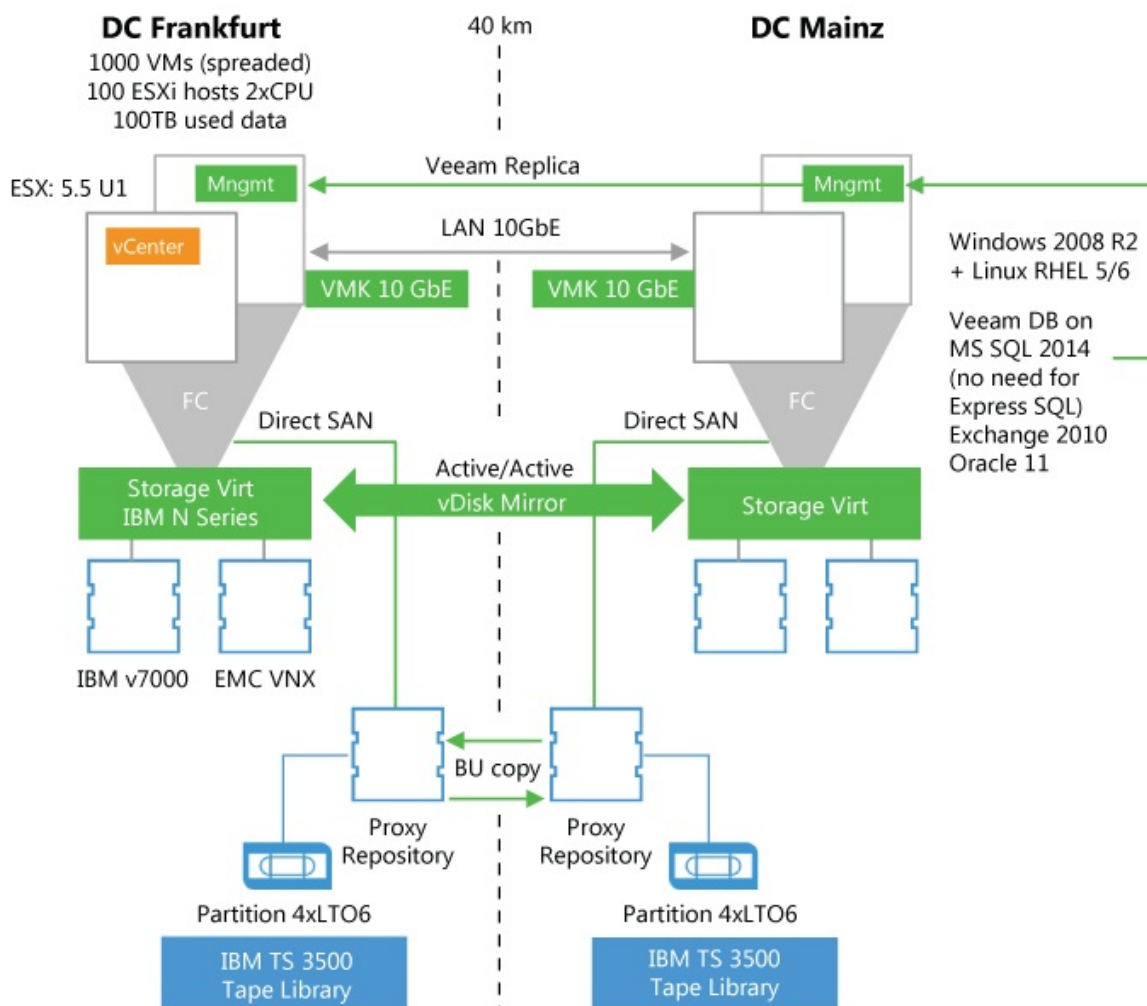 DC Frankfurt
1000 VMs (spreaded)
100 ESXi hosts 2xCPU
100TB used data
40 km
DC Mainz
ESX: 5.5 U1
Mngmt
Veeam Replica
Mngmt
vCenter
LAN 10GbE
VMK 10 GbE
VMK 10 GbE
Windows 2008 R2
+ Linux RHEL 5/6
Veeam DB on
MS SQL 2014
(no need for
Express SQL)
Exchange 2010
Oracle 11
FC
FC
Direct SAN
Direct SAN
Storage Virt
IBM N Series
Active/Active
vDisk Mirror
Storage Virt
IBM v7000
EMC VNX
BU copy
Proxy
Repository
Proxy
Repository
Partition 4xLTO6
Partition 4xLTO6
IBM TS 3500
Tape Library
IBM TS 3500
Tape Library